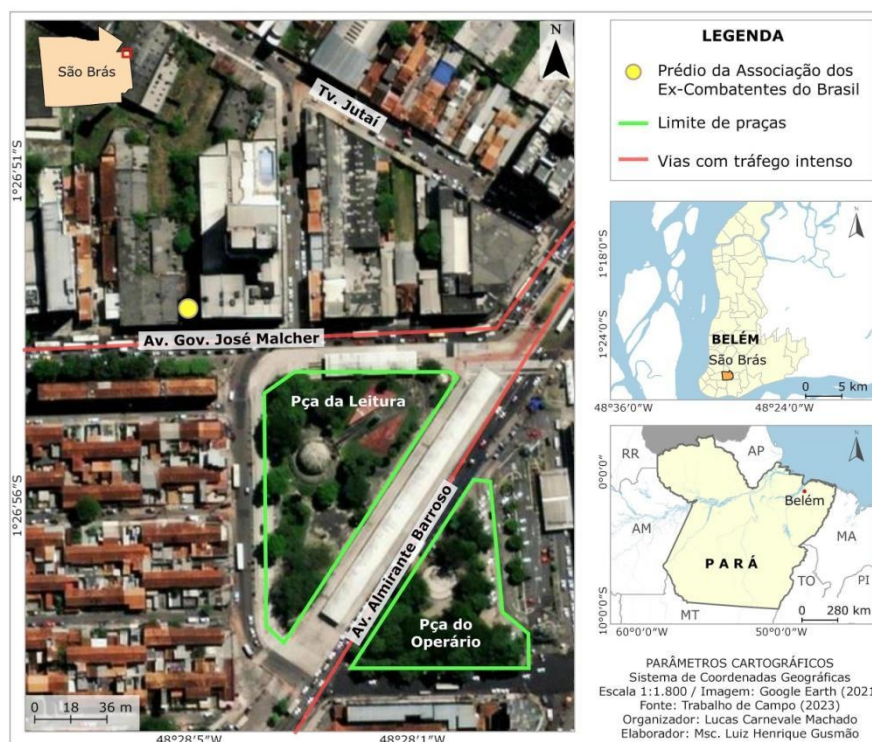 São Brás
N
Tv. Jutaí
Av. Gov. José Malcher
Pça da Leitura
Av. Almirante Barroso
Pça do
Operário
1°26′51″S
1°26′56″S
0 18 36 m
48°28′5″W
48°28′1″W
LEGENDA
Prédio da Associação dos
Ex-Combatentes do Brasil
Limite de praças
Vias com tráfego intenso
N
1°18′0″S
1°24′0″S
BELÉM
São Brás
0 5 km
48°36′0″W
48°24′0″W
N
RR
AP
0°0′0″
Belém
AM
MA
PARÁ
TO
PI
MT
0 280 km
10°0′0″S
60°0′0″W
50°0′0″W
PARÂMETROS CARTOGRÁFICOS
Sistema de Coordenadas Geográficas
Escala 1:1.800 / Imagem: Google Earth (2021
Fonte: Trabalho de Campo (2023)
Organizador: Lucas Carnevale Machado
Elaborador: Msc. Luiz Henrique Gusmão